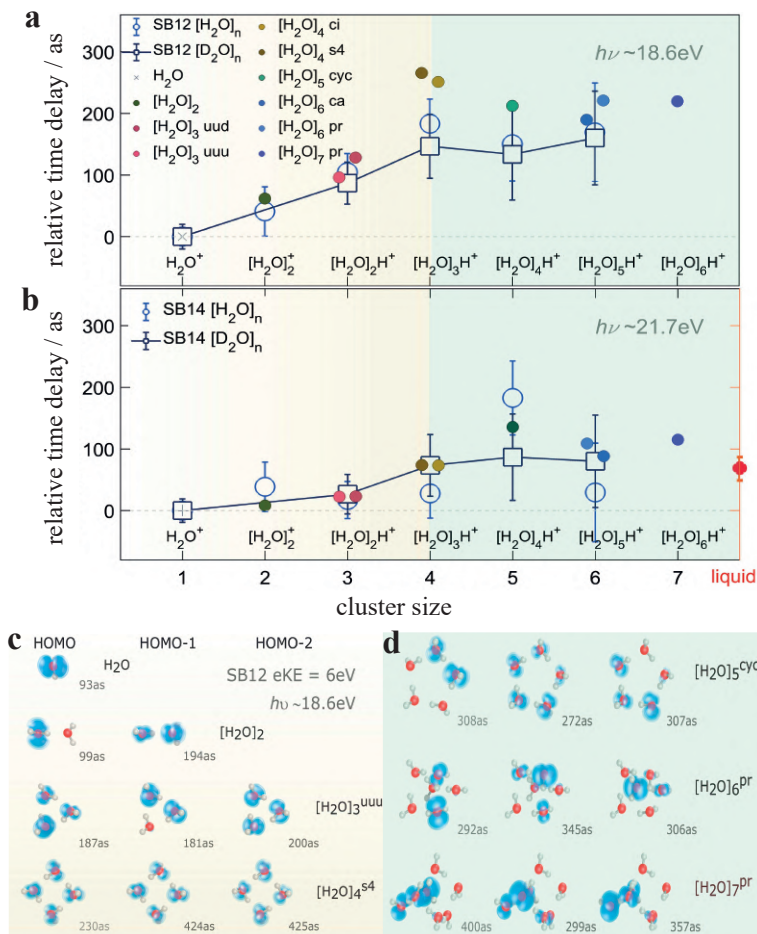 a
SB12 [H₂O]ₙ
SB12 [D₂O]ₙ
H₂O
[H₂O]₂
[H₂O]₃ uud
[H₂O]₃ uuu
[H₂O]₄ ci
[H₂O]₄ s4
[H₂O]₅ cyc
[H₂O]₆ ca
[H₂O]₆ pr
[H₂O]₇ pr
hν ~18.6eV
relative time delay / as
300
200
100
0
H₂O⁺ [H₂O]₂⁺ [H₂O]₂H⁺ [H₂O]₃H⁺ [H₂O]₄H⁺ [H₂O]₅H⁺ [H₂O]₆H⁺
b
SB14 [H₂O]ₙ
SB14 [D₂O]ₙ
hν ~21.7eV
relative time delay / as
300
200
100
0
H₂O⁺ [H₂O]₂⁺ [H₂O]₂H⁺ [H₂O]₃H⁺ [H₂O]₄H⁺ [H₂O]₅H⁺ [H₂O]₆H⁺
1 2 3 4 5 6 7 liquid
cluster size
c
HOMO HOMO-1 HOMO-2
H₂O
93as
SB12 eKE = 6eV
hυ ~18.6eV
[H₂O]₂
99as 194as
[H₂O]₃ᵘᵘᵘ
187as 181as 200as
[H₂O]₄ˢ⁴
230as 424as 425as
d
[H₂O]₅ᶜʸᶜ
308as 272as 307as
[H₂O]₆ᵖʳ
292as 345as 306as
[H₂O]₇ᵖʳ
400as 299as 357as